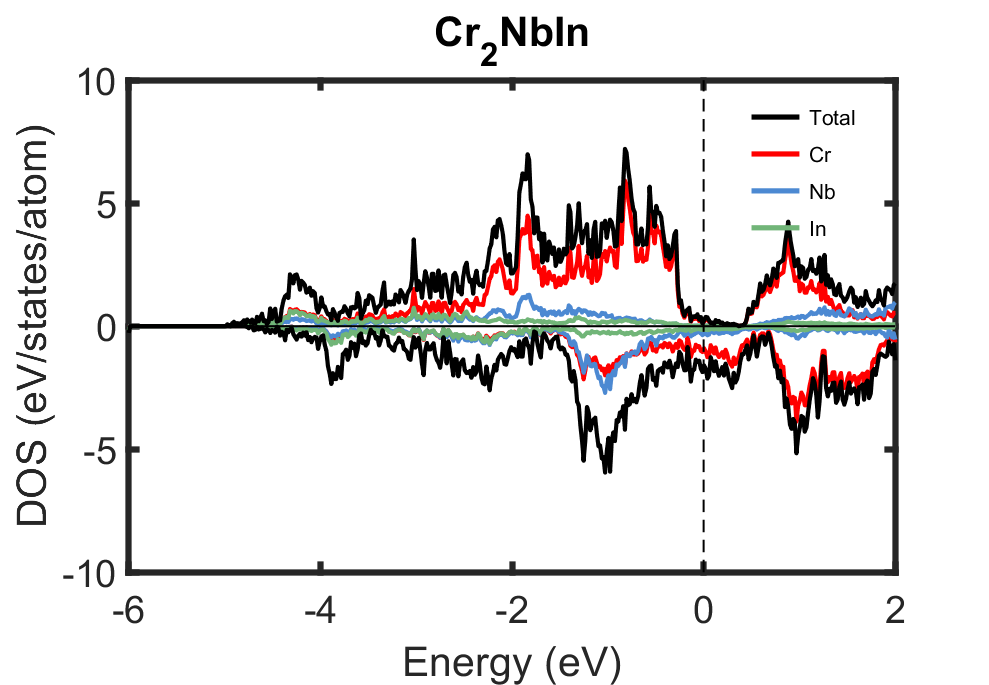 Cr2NbIn
10
5
0
-5
-10
DOS (eV/states/atom)
Total
Cr
Nb
In
-6 -4 -2 0 2
Energy (eV)